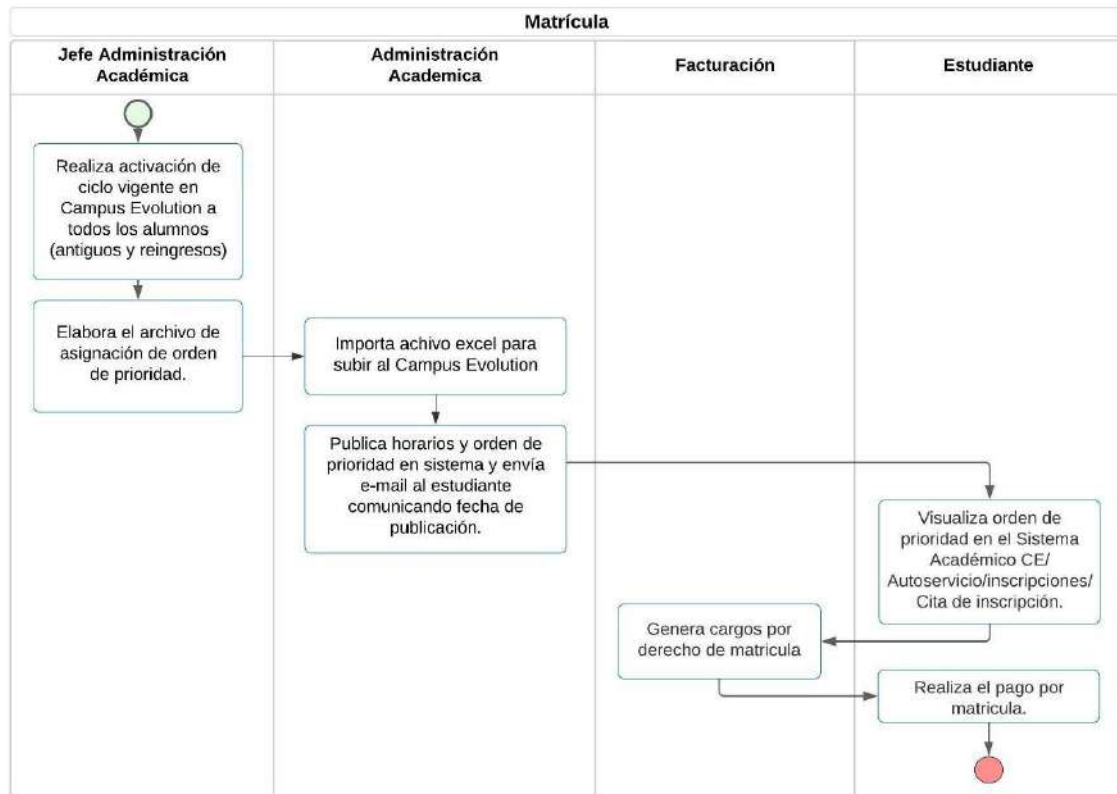 Matrícula
Jefe Administración
Académica
Administración
Academica
Facturación
Estudiante
Realiza activación de
ciclo vigente en
Campus Evolution a
todos los alumnos
(antiguos y reingresos)
Elabora el archivo de
asignación de orden
de prioridad.
Importa achivo excel para
subir al Campus Evolution
Publica horarios y orden de
prioridad en sistema y envía
e-mail al estudiante
comunicando fecha de
publicación.
Visualiza orden de
prioridad en el Sistema
Académico CE/
Autoservicio/inscripciones/
Cita de inscripción.
Genera cargos por
derecho de matricula
Realiza el pago por
matricula.